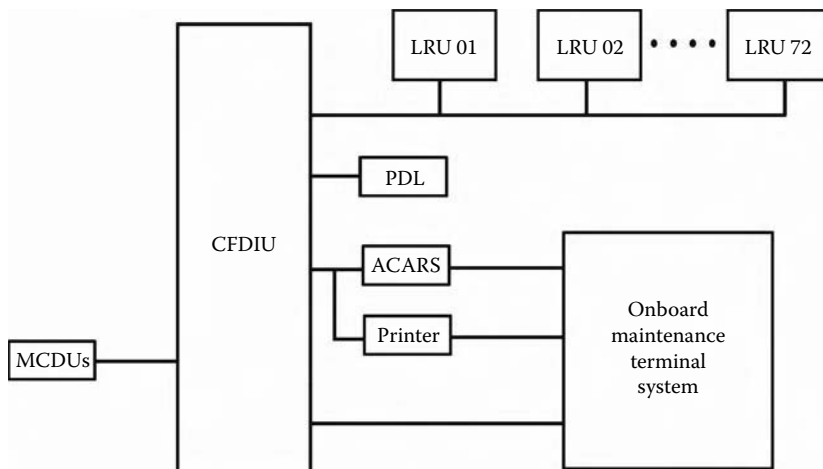 LRU 01
LRU 02
LRU 72
PDL
CFDIU
ACARS
Printer
MCDUs
Onboard
maintenance
terminal
system